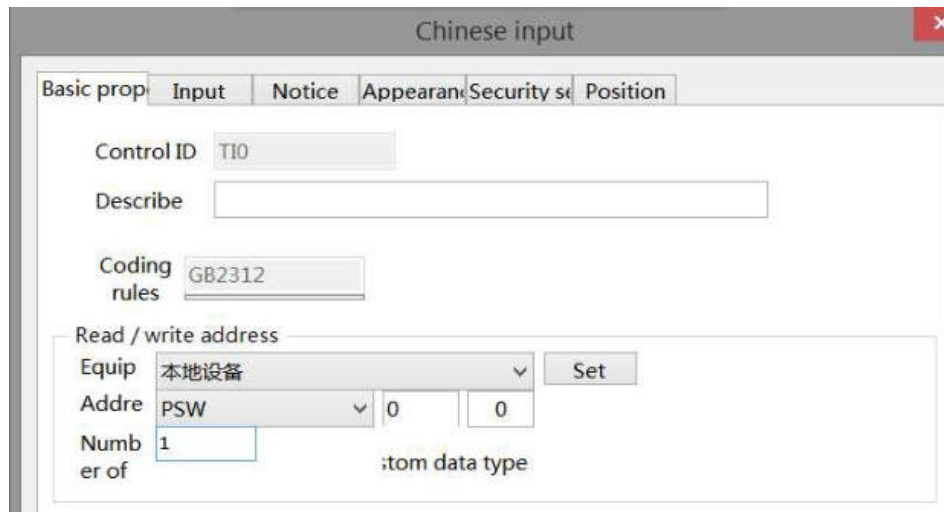 Chinese input
Basic prop Input Notice Appearan Security se Position
Control ID TI0
Describe
Coding GB2312
rules
Read / write address
Equip 本地设备 Set
Addre PSW 0 0
Numb 1
er of stom data type